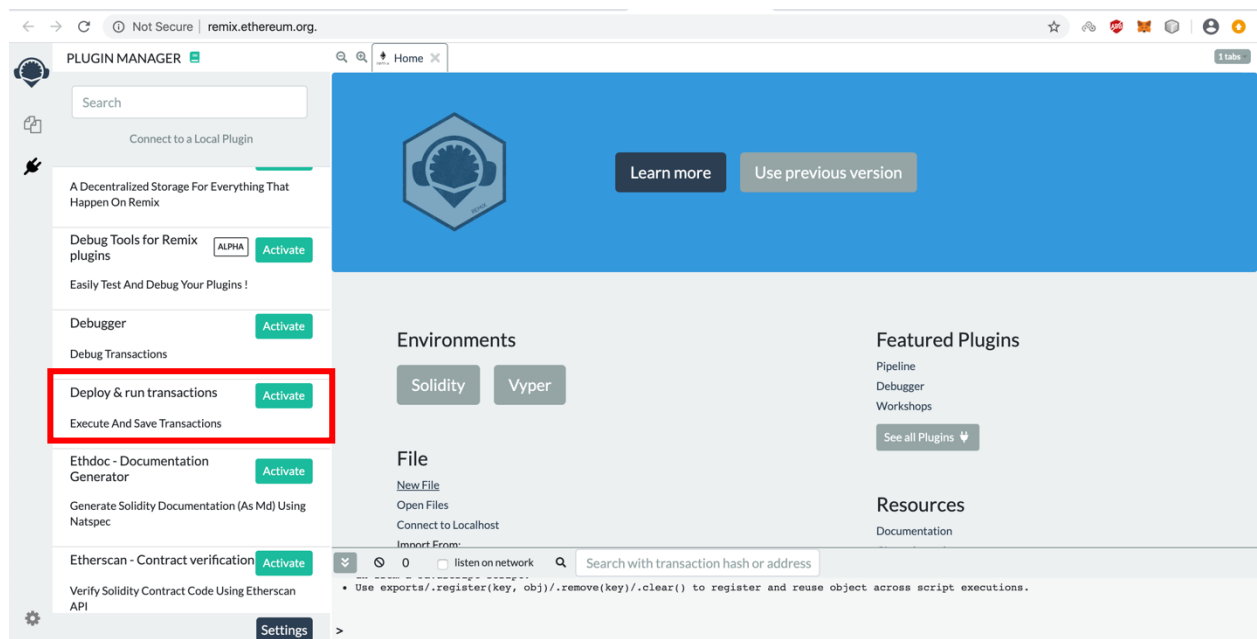 Not Secure | remix.ethereum.org.
PLUGIN MANAGER
Home
1 tabs
Search
Connect to a Local Plugin
A Decentralized Storage For Everything That
Happen On Remix
Debug Tools for Remix
plugins
ALPHA
Activate
Easily Test And Debug Your Plugins !
Debugger
Activate
Debug Transactions
Deploy & run transactions
Activate
Execute And Save Transactions
Ethdoc - Documentation
Generator
Activate
Generate Solidity Documentation (As Md) Using
Natspec
Etherscan - Contract verification
Activate
Verify Solidity Contract Code Using Etherscan
API
Settings
REMIX
Learn more
Use previous version
Environments
Solidity
Vyper
File
New File
Open Files
Connect to Localhost
Import From:
Featured Plugins
Pipeline
Debugger
Workshops
See all Plugins
Resources
Documentation
0
listen on network
Search with transaction hash or address
• Use exports/.register(key, obj)/.remove(key)/.clear() to register and reuse object across script executions.
>